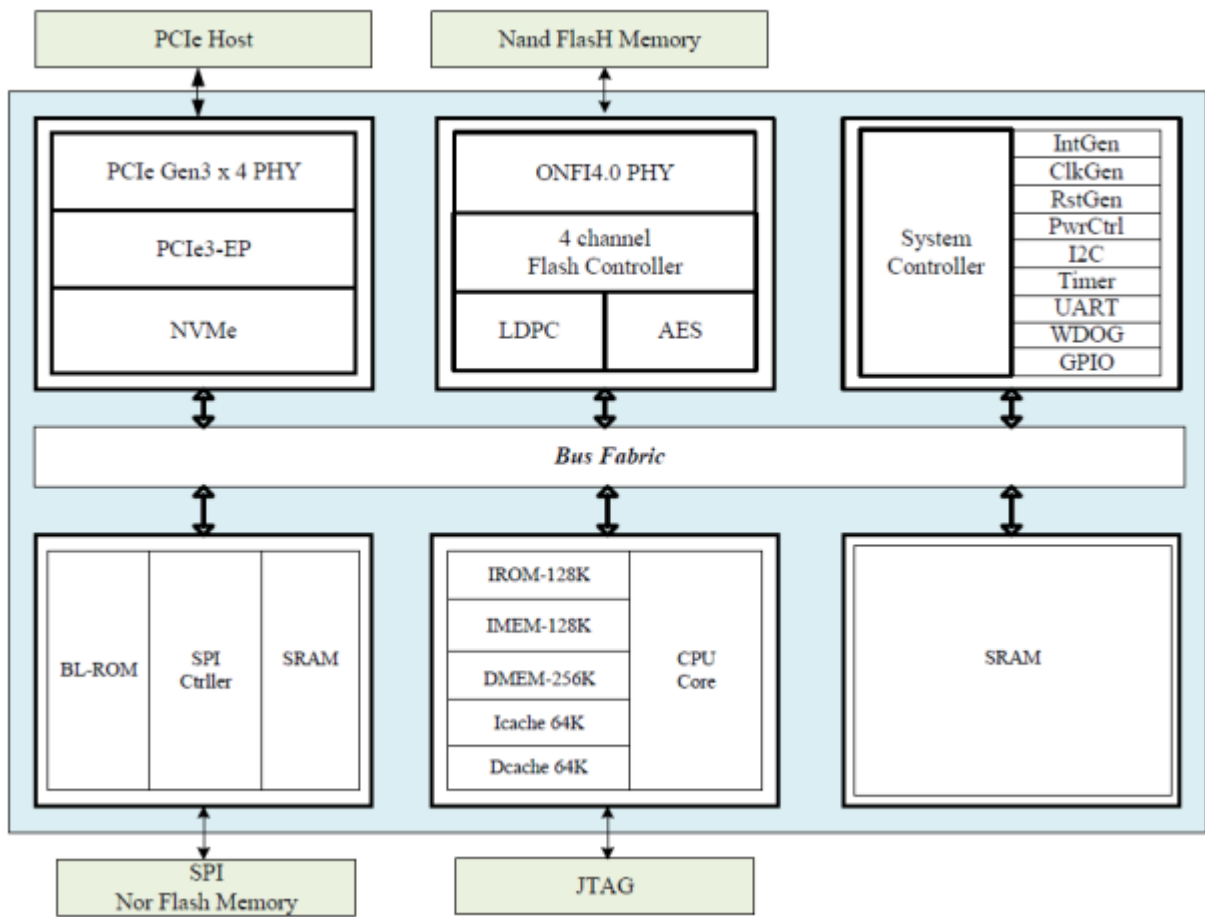 PCIe Host
Nand FlasH Memory
PCIe Gen3 x 4 PHY
PCIe3-EP
NVMe
ONFI4.0 PHY
4 channel
Flash Controller
LDPC
AES
System
Controller
IntGen
ClkGen
RstGen
PwrCtrl
I2C
Timer
UART
WDOG
GPIO
Bus Fabric
BL-ROM
SPI
Ctrller
SRAM
IROM-128K
IMEM-128K
DMEM-256K
Icache 64K
Dcache 64K
CPU
Core
SRAM
SPI
Nor Flash Memory
JTAG